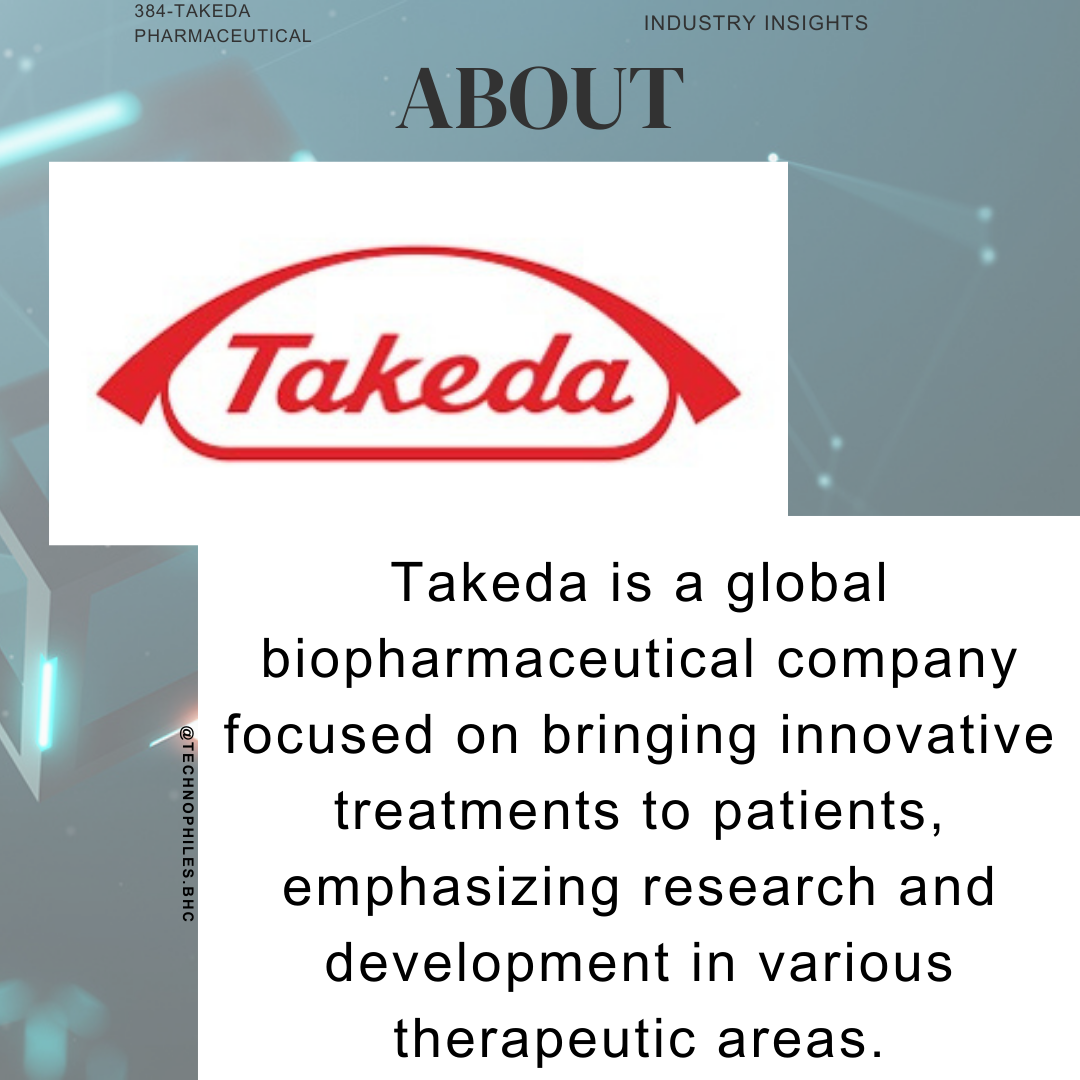 384-TAKEDA
PHARMACEUTICAL
INDUSTRY INSIGHTS
ABOUT
Takeda
Takeda is a global
biopharmaceutical company
focused on bringing innovative
treatments to patients,
emphasizing research and
development in various
therapeutic areas.
@TECHNOPHILES.BHC